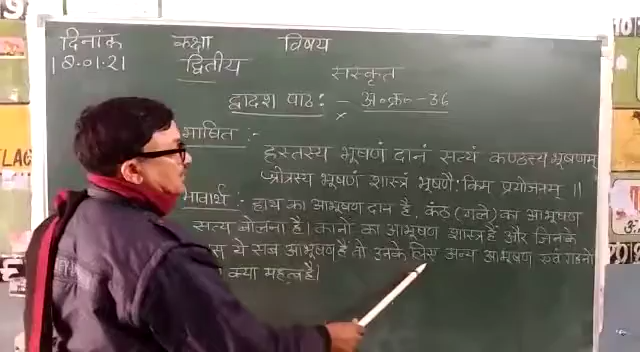 दिनांक कक्षा विषय
18.01.21 द्वितीय संस्कृत
द्वादश पाठः - अ॰क्र॰-36
भाषित :-
हस्तस्य भूषणं दानं सत्यं कण्ठस्य भूषणम्
श्रोत्रस्य भूषणं शास्त्रं भूषणैः किम् प्रयोजनम् ॥
भावार्थ :- हाथ का आभूषण दान है, कंठ (गले) का आभूषण
सत्य बोलना है। कानों का आभूषण शास्त्र हैं और जिनके
ये सब आभूषण हैं तो उनके लिए अन्य आभूषण एवं गहनों
क्या महत्व है।